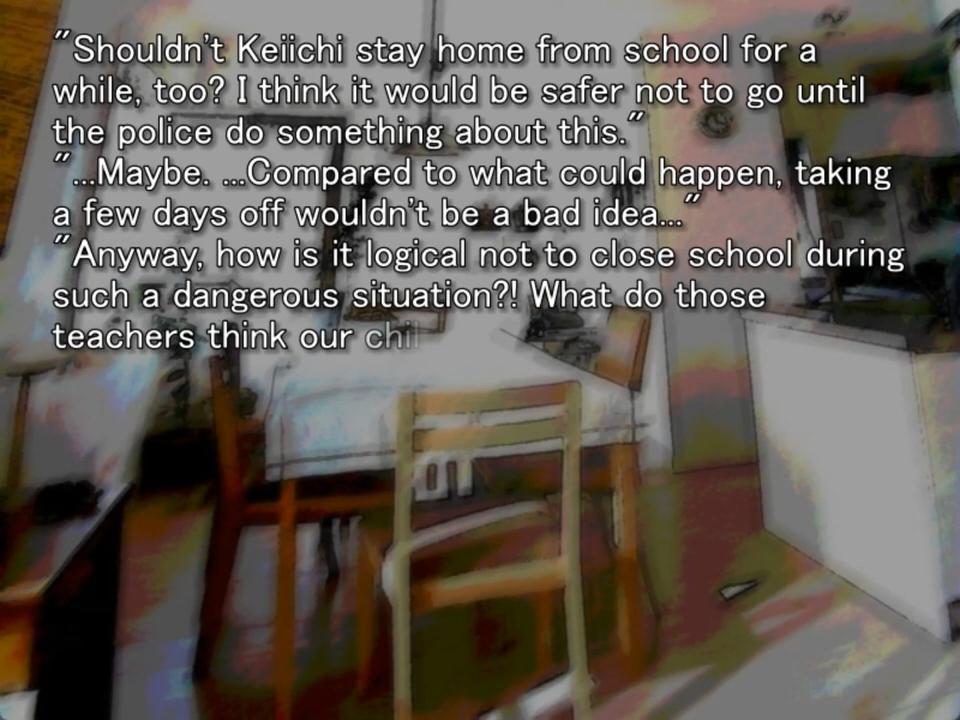 "Shouldn't Keiichi stay home from school for a
while, too? I think it would be safer not to go until
the police do something about this."
"...Maybe. ...Compared to what could happen, taking
a few days off wouldn't be a bad idea..."
"Anyway, how is it logical not to close school during
such a dangerous situation?! What do those
teachers think our